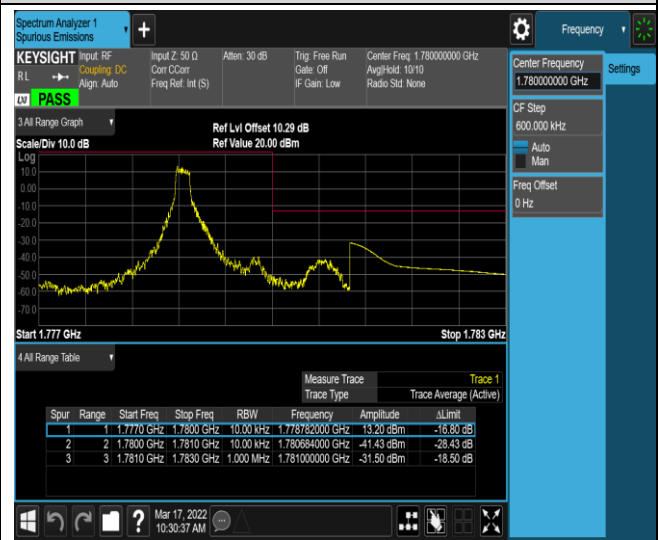 Spectrum Analyzer 1
Spurious Emissions
+
Frequency
KEYSIGHT Input: RF Input Z: 50 Ω Atten: 30 dB Trig: Free Run Center Freq: 1.780000000 GHz
RL Coupling: DC Corr CCorr Gate: Off Avg|Hold: 10/10
Align: Auto Freq Ref: Int (S) IF Gain: Low Radio Std: None
LXI PASS
Center Frequency
1.780000000 GHz
Settings
CF Step
600.000 kHz
Auto
Man
Freq Offset
0 Hz
3 All Range Graph
Ref Lvl Offset 10.29 dB
Scale/Div 10.0 dB Ref Value 20.00 dBm
Log
10.0
0.00
-10.0
-20.0
-30.0
-40.0
-50.0
-60.0
-70.0
Start 1.777 GHz Stop 1.783 GHz
4 All Range Table
Measure Trace Trace 1
Trace Type Trace Average (Active)
Spur Range Start Freq Stop Freq RBW Frequency Amplitude ΔLimit
1 1 1.7770 GHz 1.7800 GHz 10.00 kHz 1.778782000 GHz 13.20 dBm -16.80 dB
2 2 1.7800 GHz 1.7810 GHz 10.00 kHz 1.780684000 GHz -41.43 dBm -28.43 dB
3 3 1.7810 GHz 1.7830 GHz 1.000 MHz 1.781000000 GHz -31.50 dBm -18.50 dB
? Mar 17, 2022
10:30:37 AM